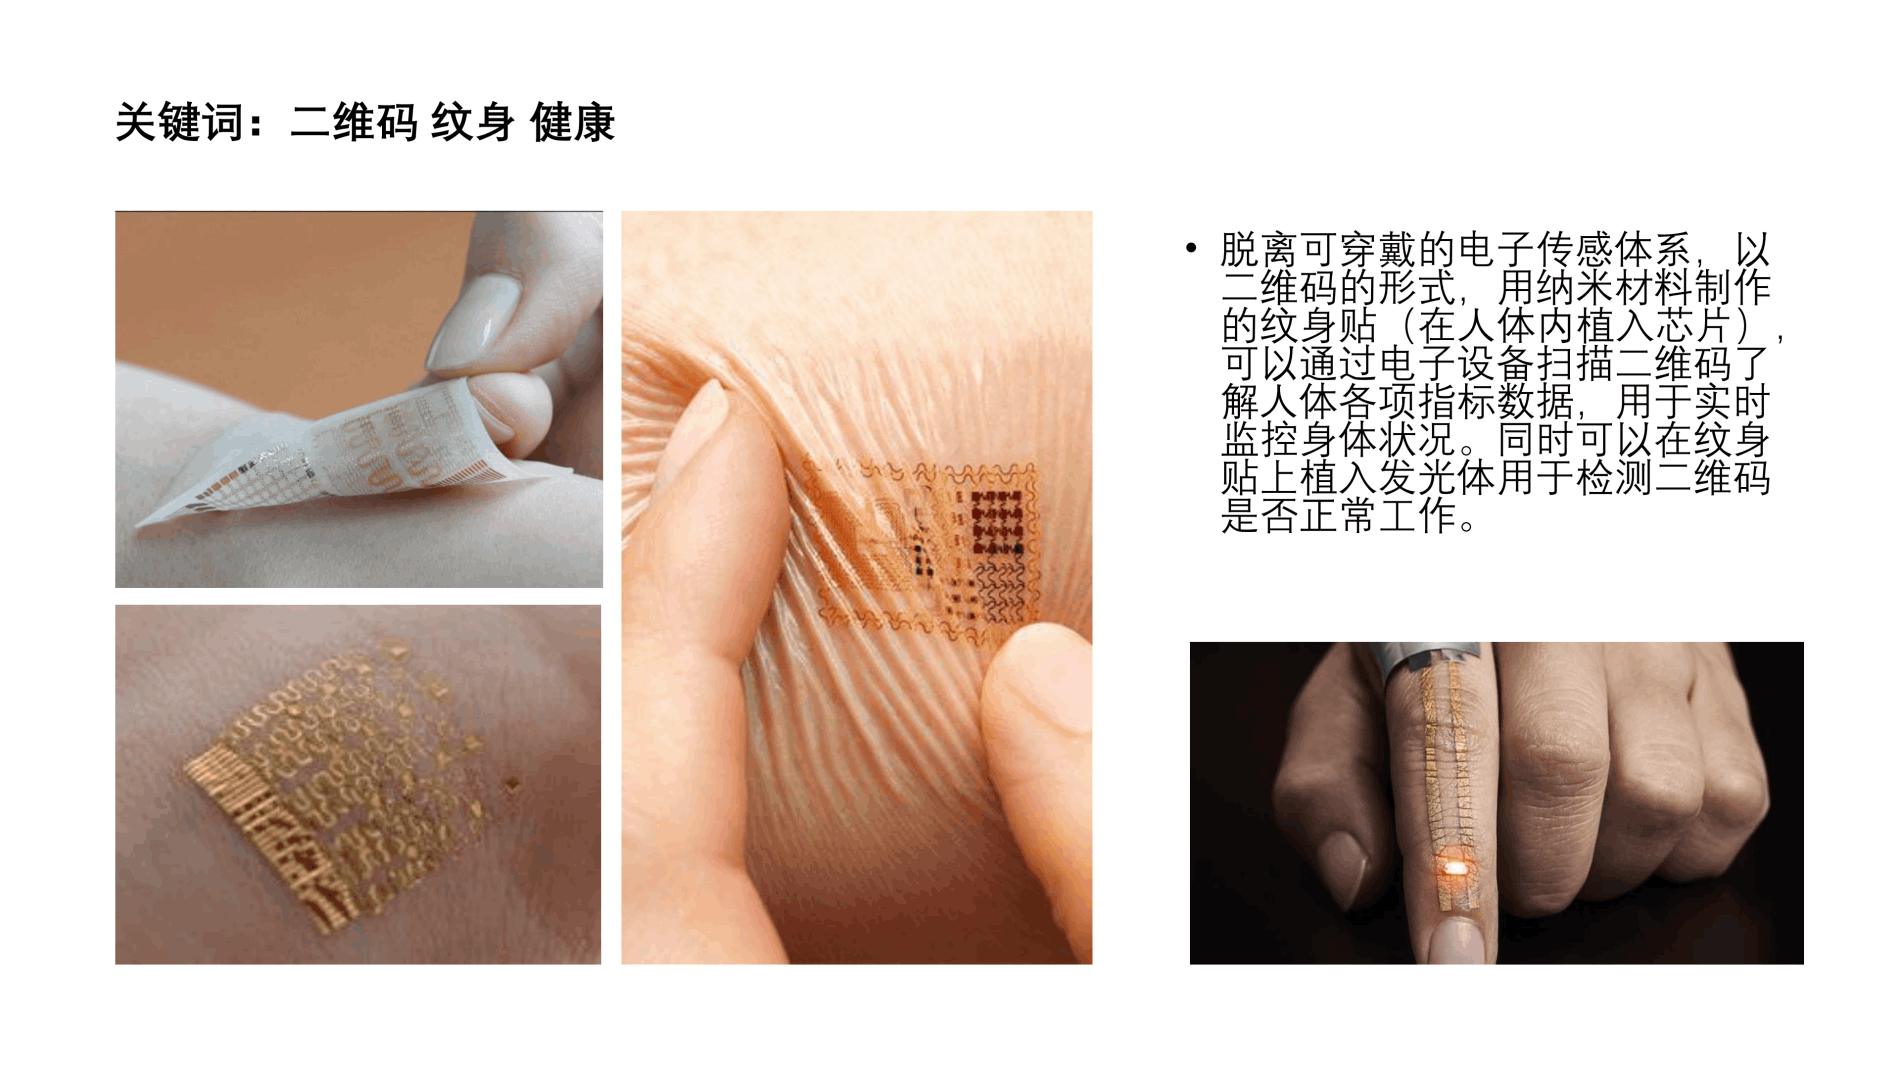 关键词：二维码 纹身 健康
• 脱离可穿戴的电子传感体系，以
二维码的形式，用纳米材料制作
的纹身贴（在人体内植入芯片），
可以通过电子设备扫描二维码了
解人体各项指标数据，用于实时
监控身体状况。同时可以在纹身
贴上植入发光体用于检测二维码
是否正常工作。